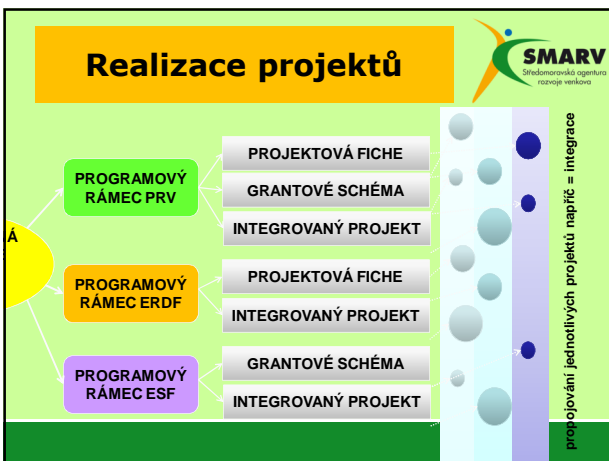 Realizace projektů
SMARV
Středomoravská agentura
rozvoje venkova
Á
PROGRAMOVÝ
RÁMEC PRV
PROJEKTOVÁ FICHE
GRANTOVÉ SCHÉMA
INTEGROVANÝ PROJEKT
PROGRAMOVÝ
RÁMEC ERDF
PROJEKTOVÁ FICHE
INTEGROVANÝ PROJEKT
PROGRAMOVÝ
RÁMEC ESF
GRANTOVÉ SCHÉMA
INTEGROVANÝ PROJEKT
propojování jednotlivých projektů napříč = integrace